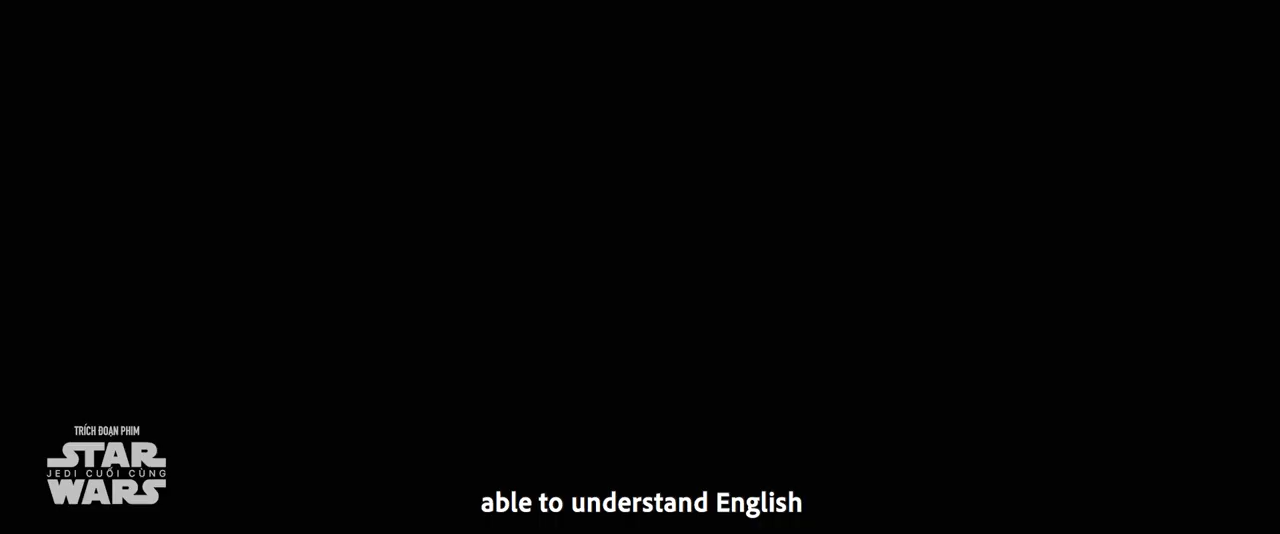 TRÍCH ĐOẠN PHIM
STAR
JEDI CUỐI CÙNG
WARS
able to understand English